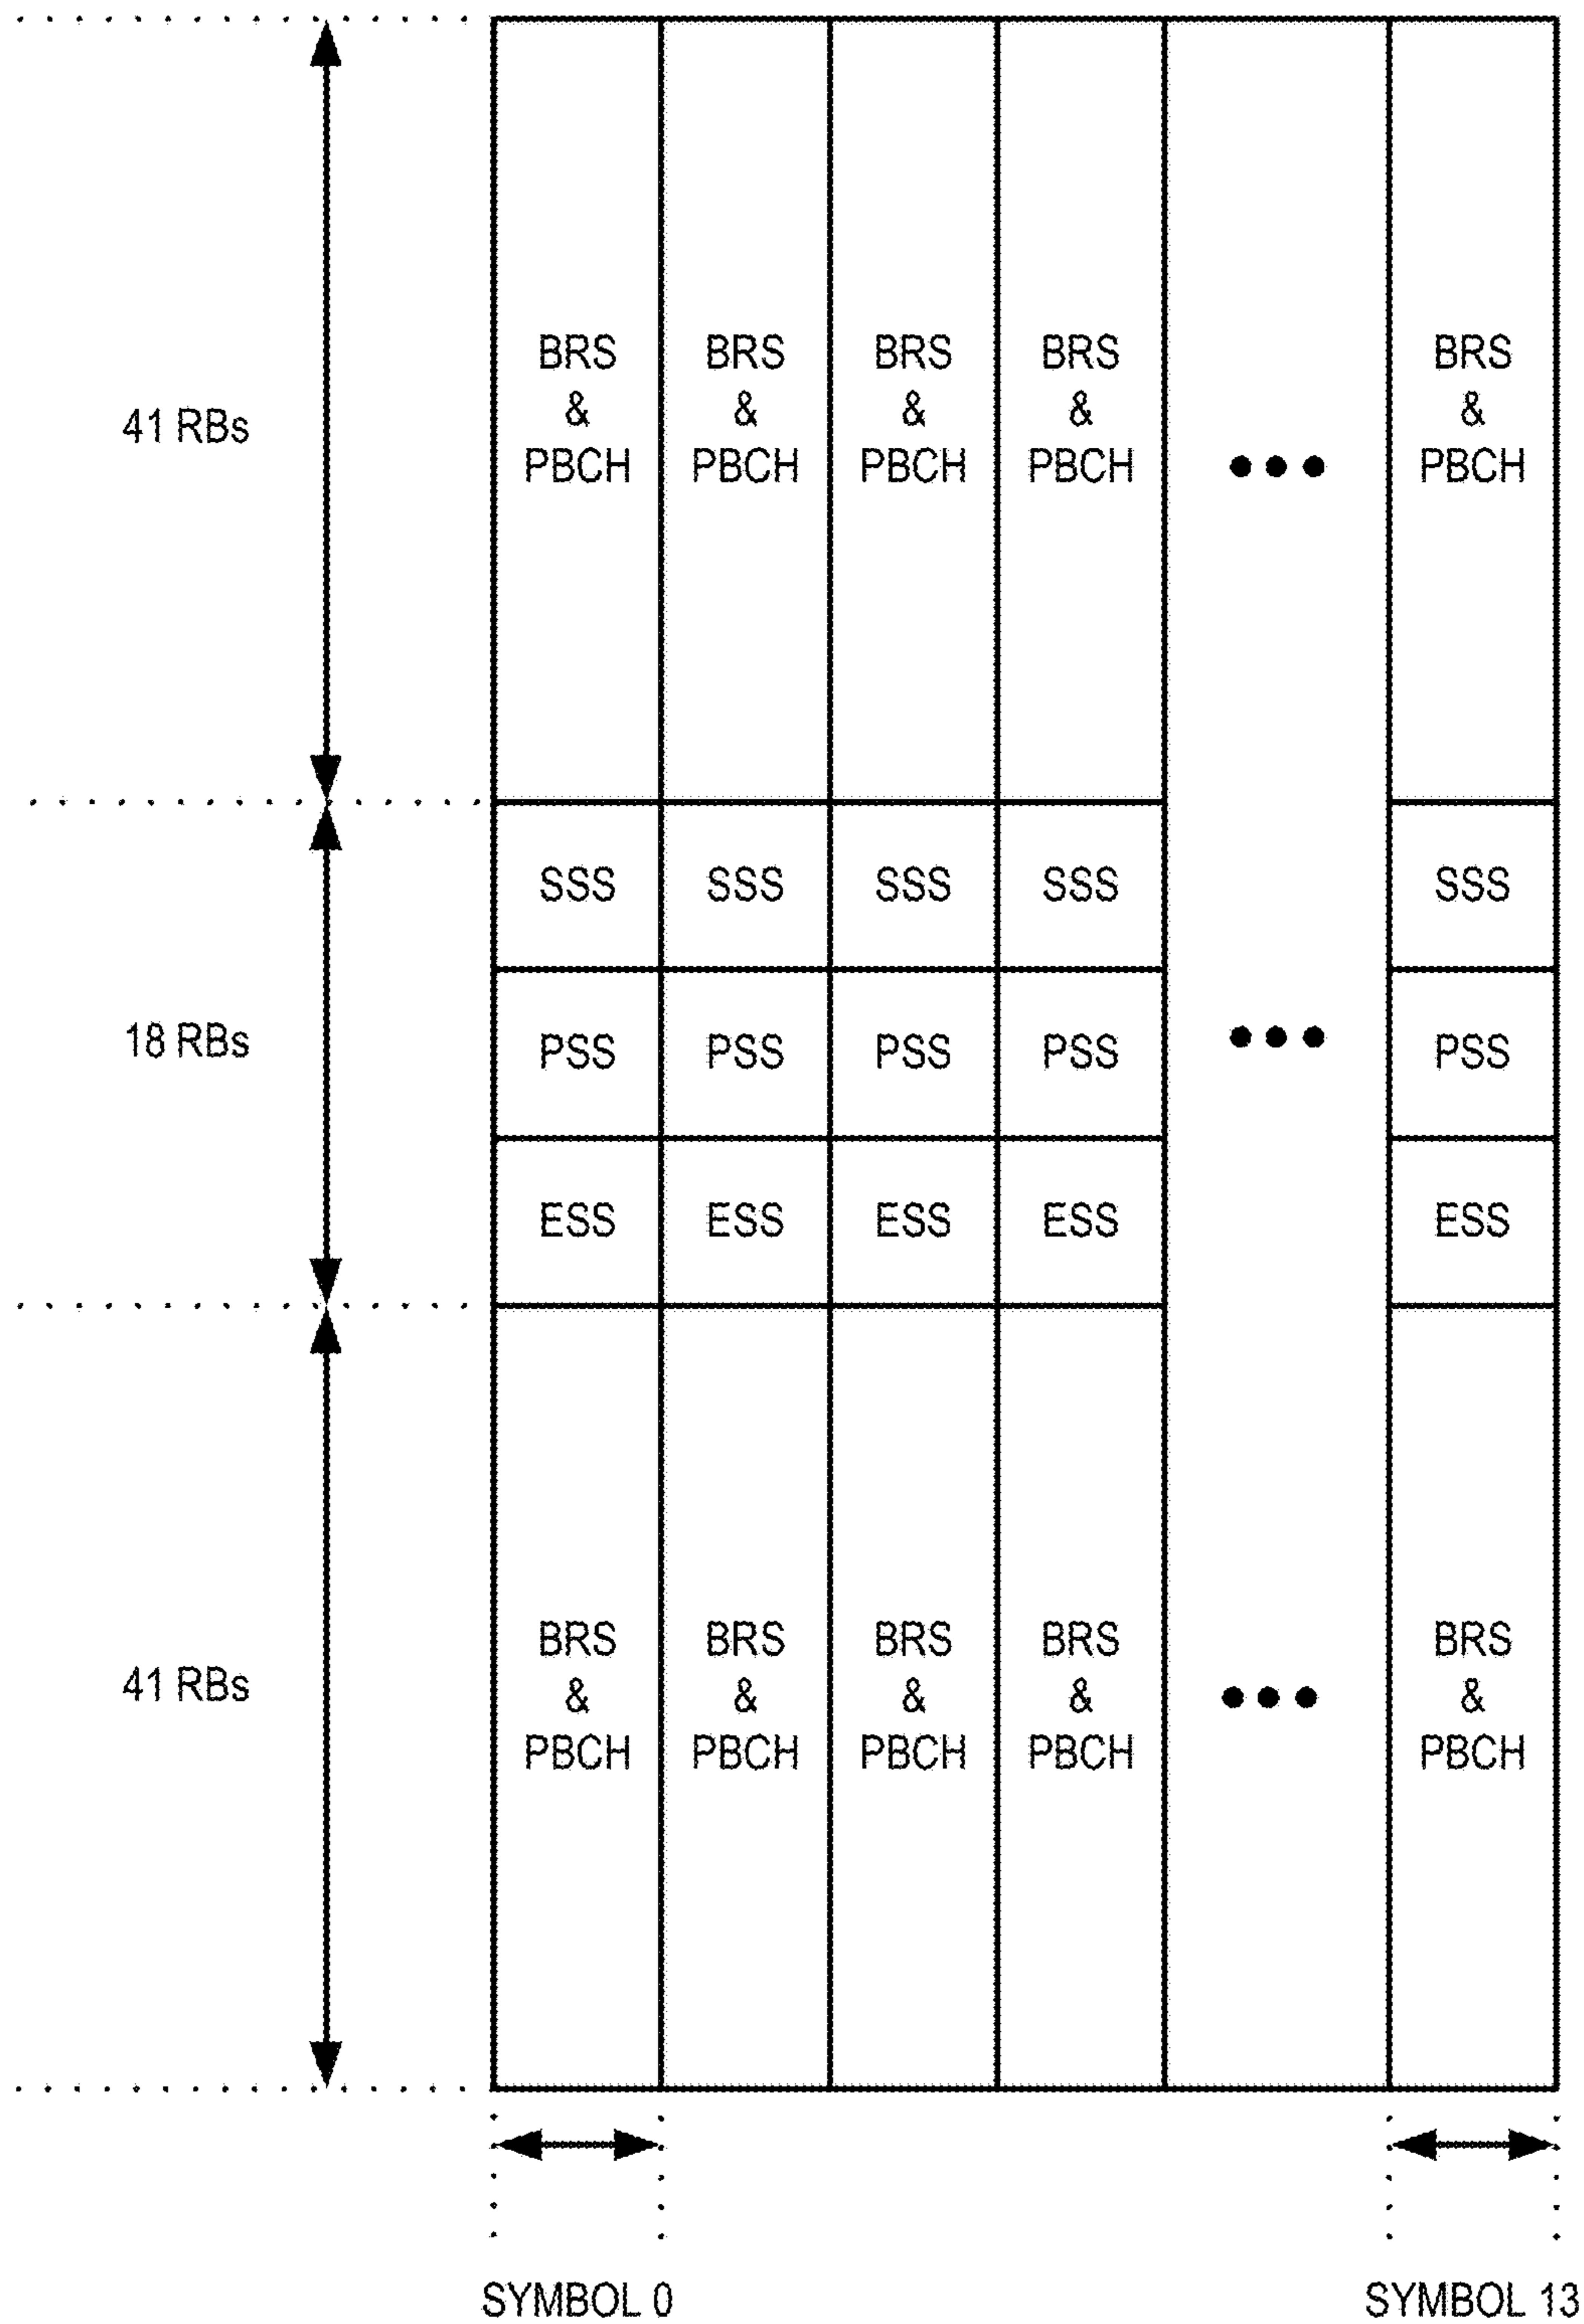 41 RBs
BRS & PBCH BRS & PBCH BRS & PBCH BRS & PBCH ••• BRS & PBCH
SSS SSS SSS SSS SSS
18 RBs
PSS PSS PSS PSS ••• PSS
ESS ESS ESS ESS ESS
41 RBs
BRS & PBCH BRS & PBCH BRS & PBCH BRS & PBCH ••• BRS & PBCH
SYMBOL 0 SYMBOL 13